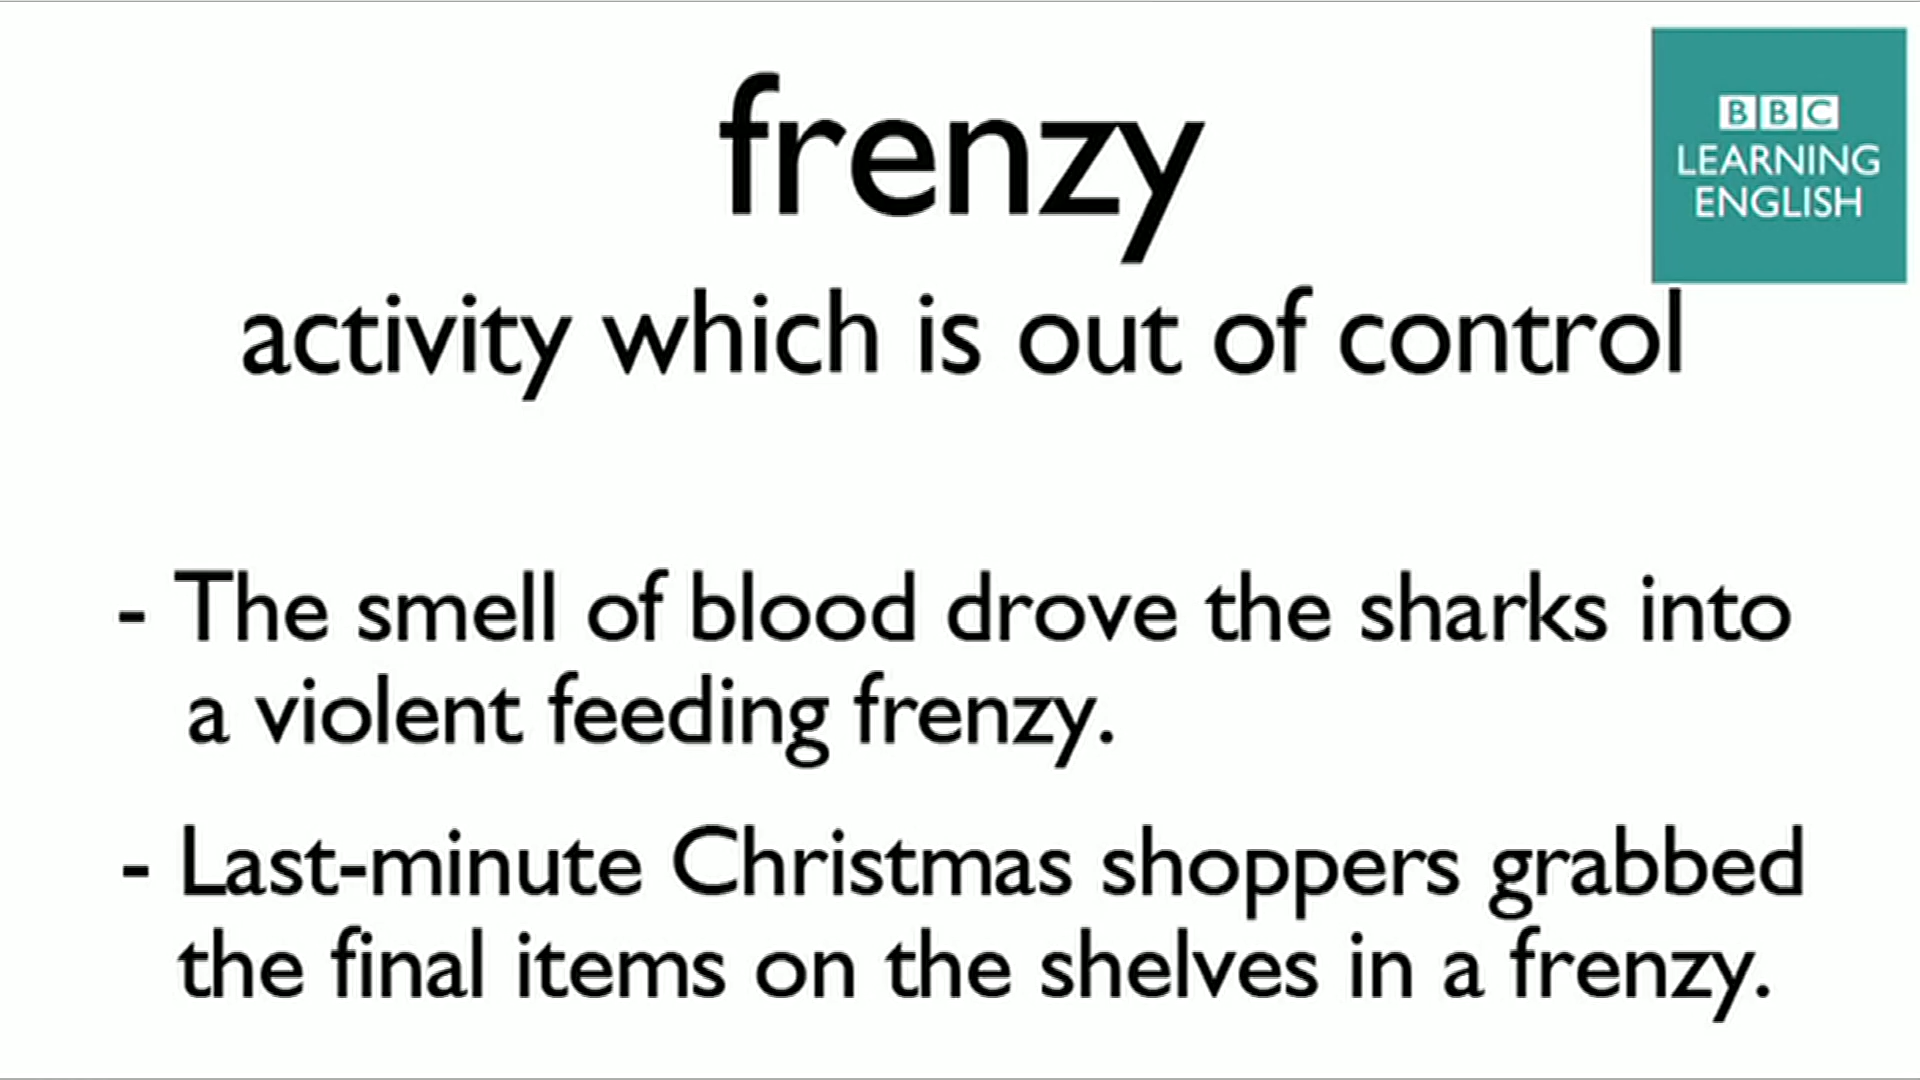 frenzy
BBC
LEARNING
ENGLISH
activity which is out of control
- The smell of blood drove the sharks into
a violent feeding frenzy.
- Last-minute Christmas shoppers grabbed
the final items on the shelves in a frenzy.